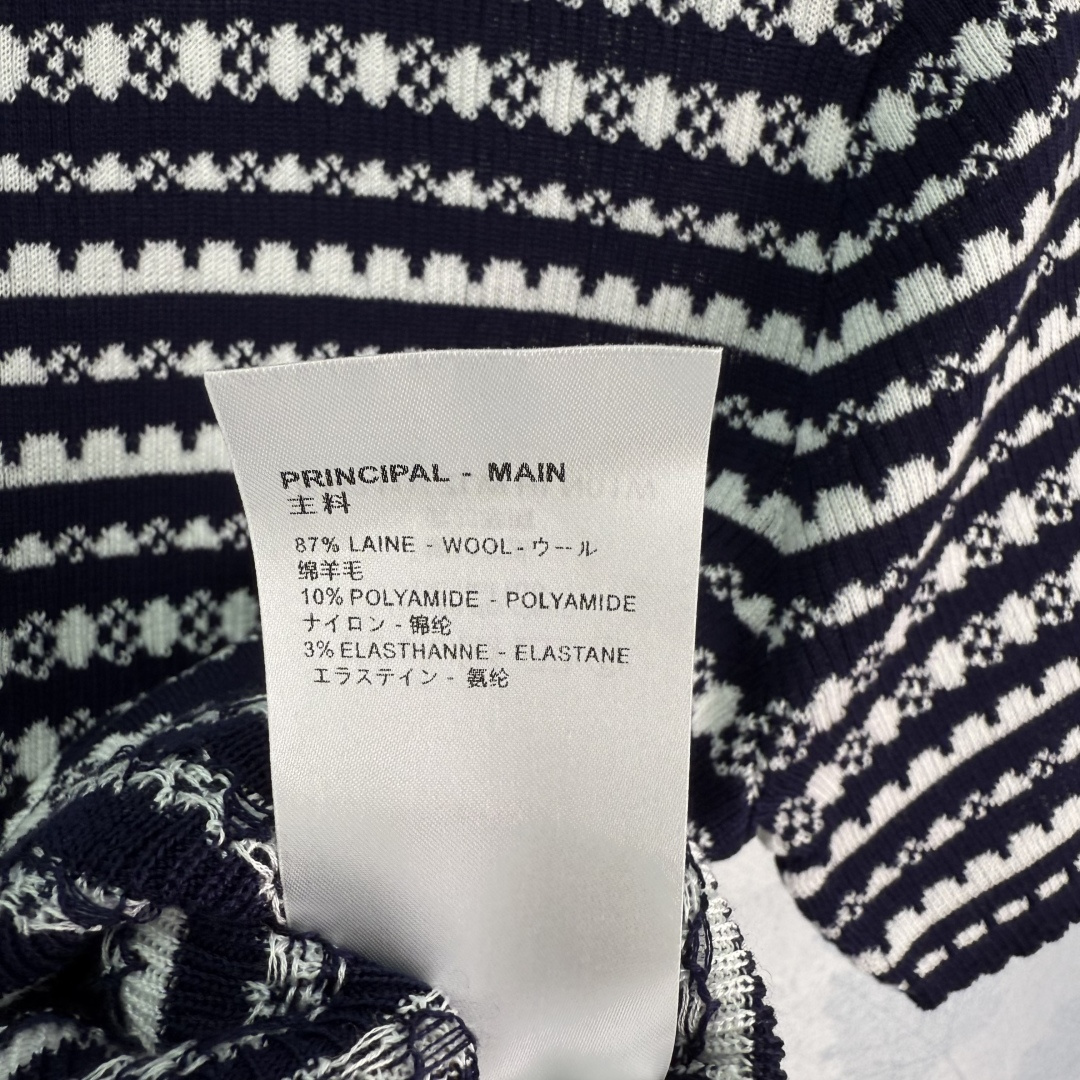 PRINCIPAL - MAIN
主料
87% LAINE - WOOL - ウール
绵羊毛
10% POLYAMIDE - POLYAMIDE
ナイロン - 锦纶
3% ELASTHANNE - ELASTANE
エラステイン - 氨纶